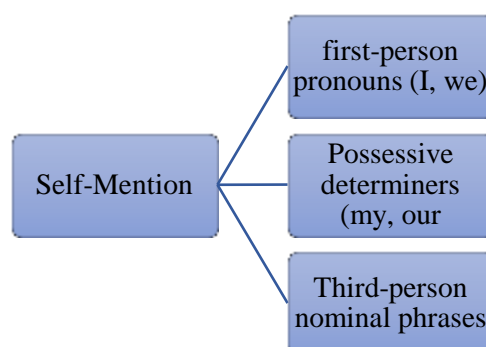 Self-Mention
first-person
pronouns (I, we)
Possessive
determiners
(my, our
Third-person
nominal phrases